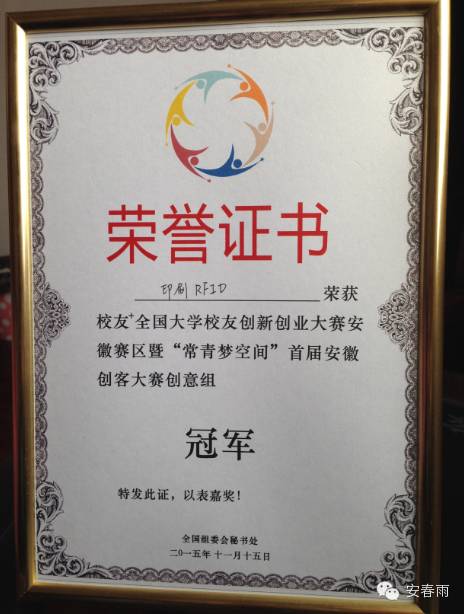 荣誉证书
印刷 RFID 荣获
校友+全国大学校友创新创业大赛安
徽赛区暨“常青梦空间”首届安徽
创客大赛创意组
冠军
特发此证，以表嘉奖！
全国组委会秘书处
二〇一五年十一月十五日
安春雨